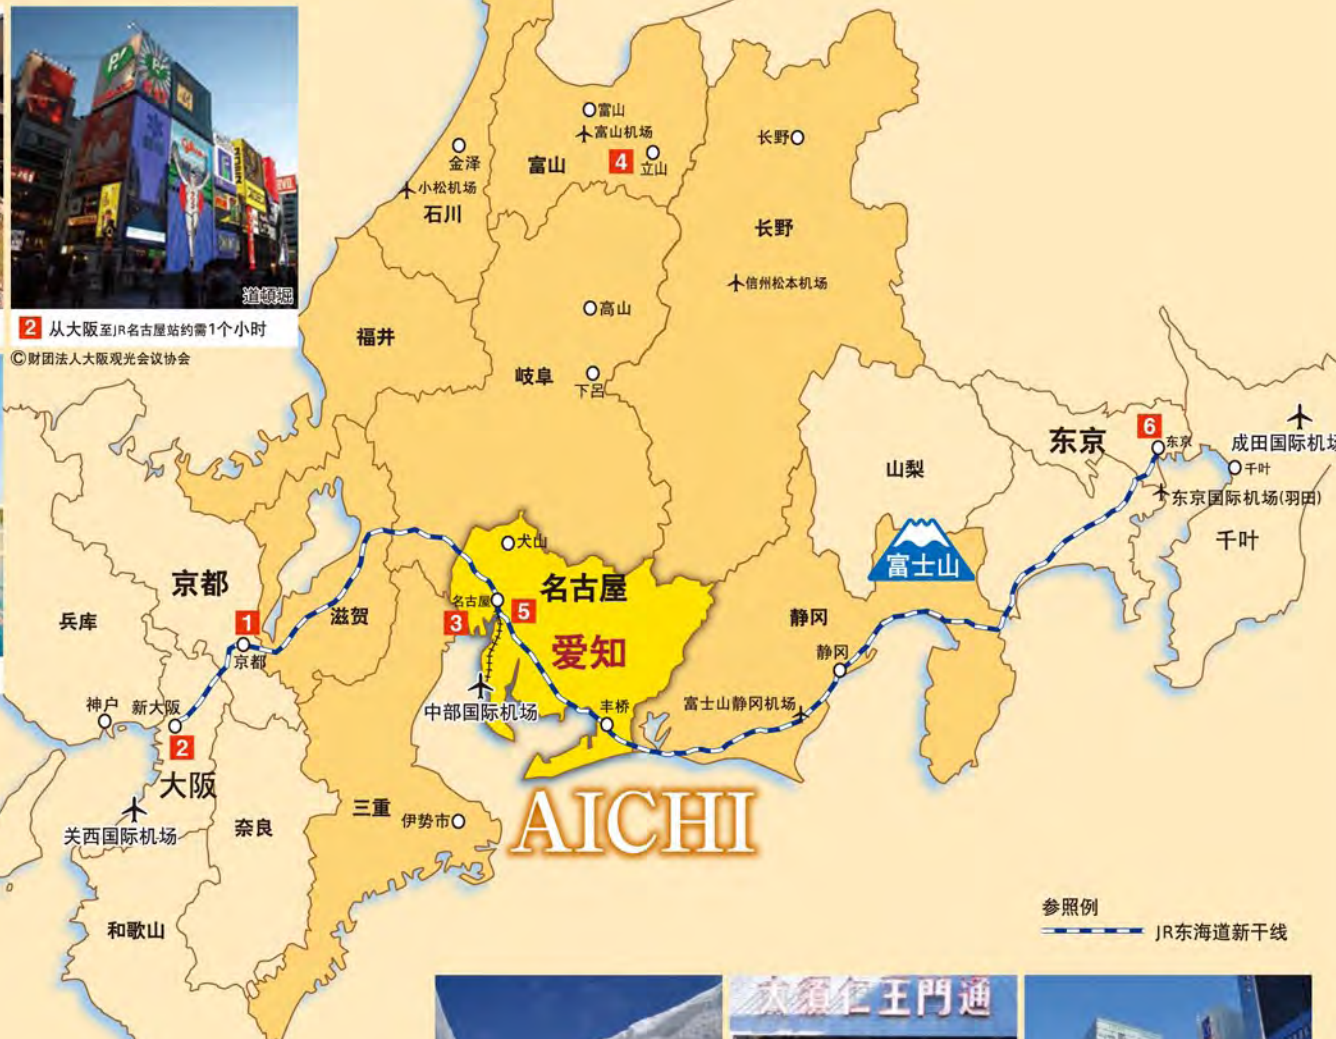 道頓堀
2 从大阪至JR名古屋站约需1个小时
©财团法人大阪观光会议协会
富山
富山机场
4
立山
富山
金泽
小松机场
石川
长野
长野
信州松本机场
福井
高山
岐阜
下呂
6
东京
东京
成田国际机场
千叶
东京国际机场(羽田)
千叶
山梨
富士山
犬山
名古屋
名古屋
5
3
爱知
京都
1
京都
滋贺
兵库
神户
新大阪
2
大阪
关西国际机场
中部国际机场
丰桥
静冈
静冈
富士山静冈机场
AICHI
三重
伊势市
奈良
和歌山
参照例
JR东海道新干线
大須仁王門通